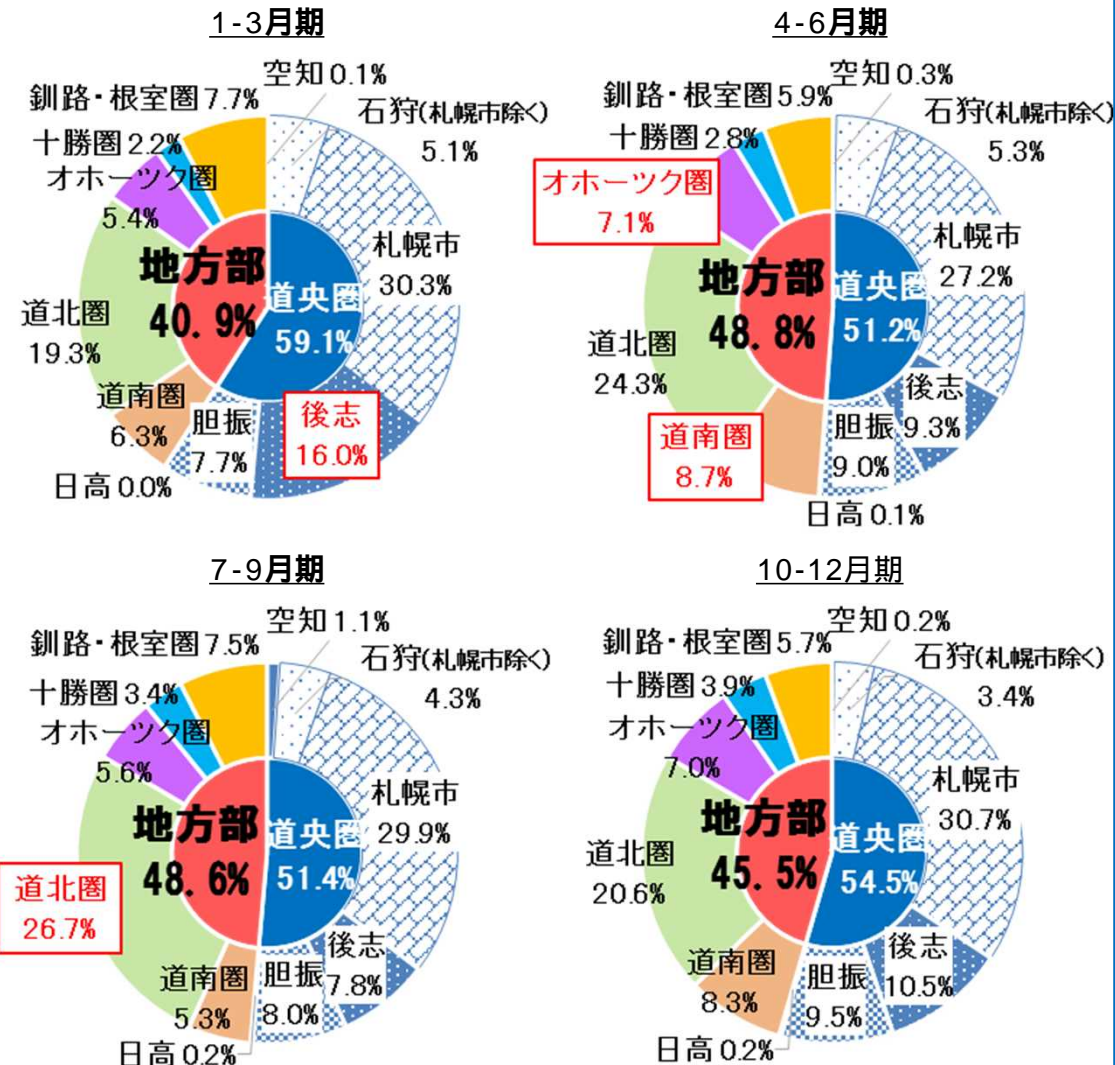 1-3月期
空知 0.1%
石狩(札幌市除く)
5.1%
札幌市
30.3%
後志
16.0%
胆振
7.7%
日高 0.0%
道南圏
6.3%
道北圏
19.3%
オホーツク圏
5.4%
十勝圏 2.2%
釧路・根室圏 7.7%
地方部
40.9%
道央圏
59.1%
4-6月期
空知 0.3%
石狩(札幌市除く)
5.3%
札幌市
27.2%
後志
9.3%
胆振
9.0%
日高 0.1%
道南圏
8.7%
道北圏
24.3%
オホーツク圏
7.1%
十勝圏 2.8%
釧路・根室圏 5.9%
地方部
48.8%
道央圏
51.2%
7-9月期
空知 1.1%
石狩(札幌市除く)
4.3%
札幌市
29.9%
後志
7.8%
胆振
8.0%
日高 0.2%
道南圏
5.3%
道北圏
26.7%
オホーツク圏
5.6%
十勝圏 3.4%
釧路・根室圏 7.5%
地方部
48.6%
道央圏
51.4%
10-12月期
空知 0.2%
石狩(札幌市除く)
3.4%
札幌市
30.7%
後志
10.5%
胆振
9.5%
日高 0.2%
道南圏
8.3%
道北圏
20.6%
オホーツク圏
7.0%
十勝圏 3.9%
釧路・根室圏 5.7%
地方部
45.5%
道央圏
54.5%